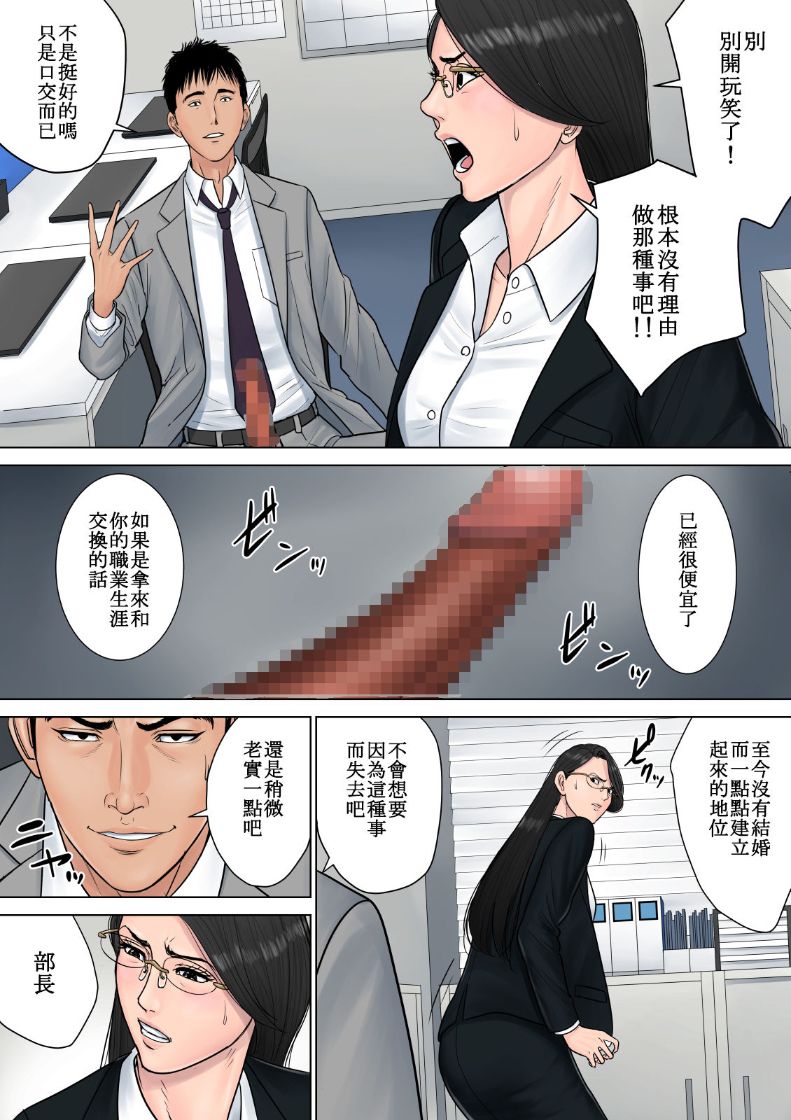 別
別開玩笑了！
根本沒有理由
做那種事吧!!
不是挺好的嗎
只是口交而已
已經很便宜了
ビンッ
ビンッ
如果是拿來和
你的職業生涯
交換的話
至今沒有結婚
而一點點建立
起來的地位
ピクッ
不會想要
因為這種事
而失去吧
還是稍微
老實一點吧
ニヤッ
部長